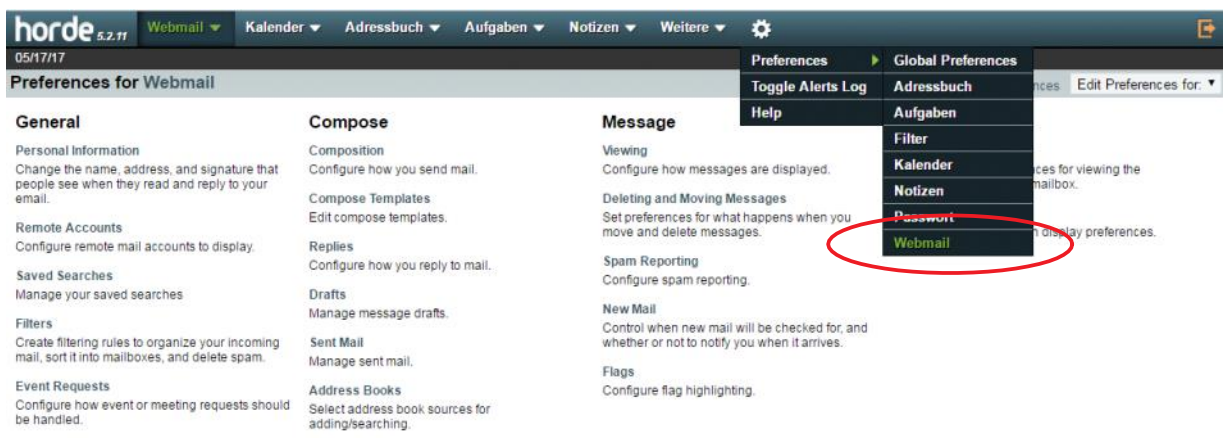 horde 5.2.11 Webmail Kalender Adressbuch Aufgaben Notizen Weitere
05/17/17
Preferences for Webmail
Edit Preferences for:
Preferences
Toggle Alerts Log
Help
Global Preferences
Adressbuch
Aufgaben
Filter
Kalender
Notizen
Passwort
Webmail
General
Personal Information
Change the name, address, and signature that
people see when they read and reply to your
email.
Remote Accounts
Configure remote mail accounts to display.
Saved Searches
Manage your saved searches
Filters
Create filtering rules to organize your incoming
mail, sort it into mailboxes, and delete spam.
Event Requests
Configure how event or meeting requests should
be handled.
Compose
Composition
Configure how you send mail.
Compose Templates
Edit compose templates.
Replies
Configure how you reply to mail.
Drafts
Manage message drafts.
Sent Mail
Manage sent mail.
Address Books
Select address book sources for
adding/searching.
Message
Viewing
Configure how messages are displayed.
Deleting and Moving Messages
Set preferences for what happens when you
move and delete messages.
Spam Reporting
Configure spam reporting.
New Mail
Control when new mail will be checked for, and
whether or not to notify you when it arrives.
Flags
Configure flag highlighting.
for viewing the
mailbox.
display preferences.